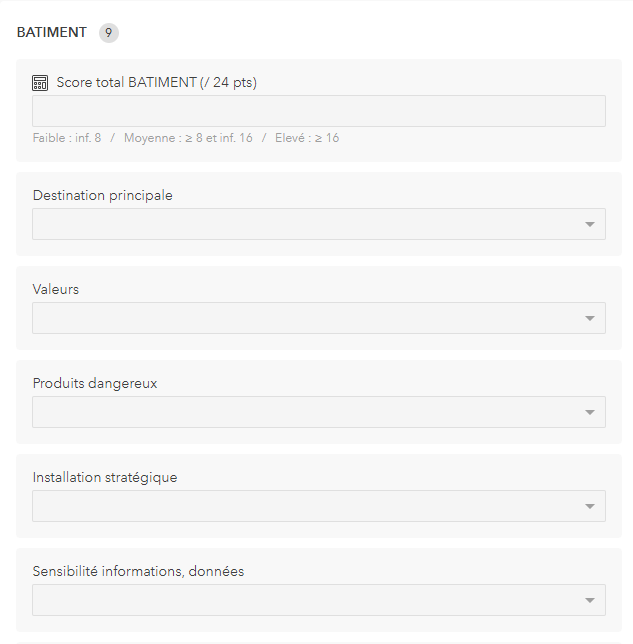 BATIMENT 9
Score total BATIMENT (/ 24 pts)
Faible : inf. 8 / Moyenne : ≥ 8 et inf. 16 / Elevé : ≥ 16
Destination principale
Valeurs
Produits dangereux
Installation stratégique
Sensibilité informations, données